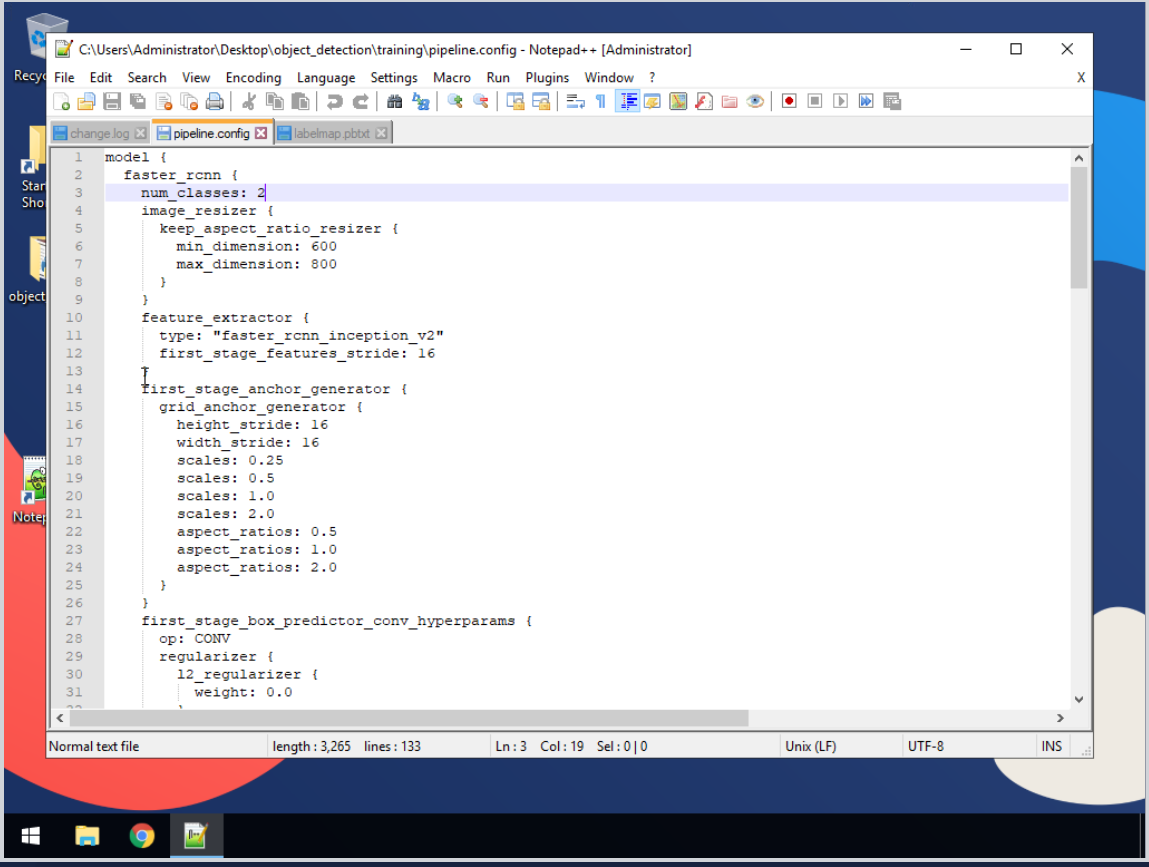 Recyc
C:\Users\Administrator\Desktop\object_detection\training\pipeline.config - Notepad++ [Administrator]
File Edit Search View Encoding Language Settings Macro Run Plugins Window ? X
change.log pipeline.config labelmap.pbtxt
Star
Sho
object
Notep
1 model {
2 faster_rcnn {
3 num_classes: 2
4 image_resizer {
5 keep_aspect_ratio_resizer {
6 min_dimension: 600
7 max_dimension: 800
8 }
9 }
10 feature_extractor {
11 type: "faster_rcnn_inception_v2"
12 first_stage_features_stride: 16
13 }
14 first_stage_anchor_generator {
15 grid_anchor_generator {
16 height_stride: 16
17 width_stride: 16
18 scales: 0.25
19 scales: 0.5
20 scales: 1.0
21 scales: 2.0
22 aspect_ratios: 0.5
23 aspect_ratios: 1.0
24 aspect_ratios: 2.0
25 }
26 }
27 first_stage_box_predictor_conv_hyperparams {
28 op: CONV
29 regularizer {
30 l2_regularizer {
31 weight: 0.0
Normal text file length : 3,265 lines : 133 Ln : 3 Col : 19 Sel : 0 | 0 Unix (LF) UTF-8 INS